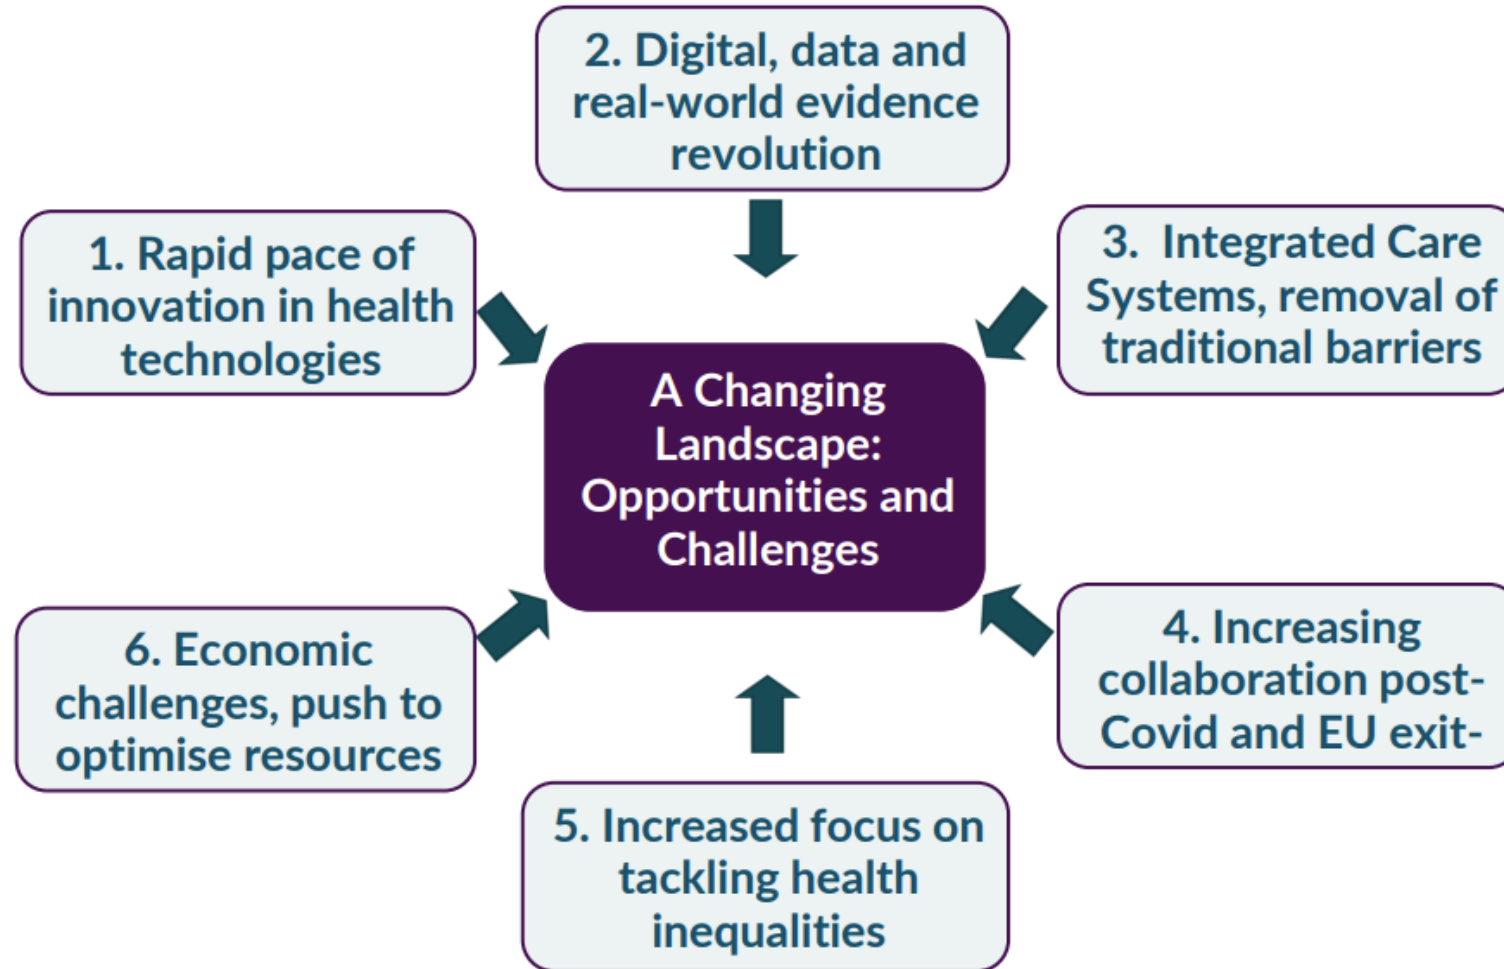 2. Digital, data and
real-world evidence
revolution
1. Rapid pace of
innovation in health
technologies
3. Integrated Care
Systems, removal of
traditional barriers
A Changing
Landscape:
Opportunities and
Challenges
6. Economic
challenges, push to
optimise resources
4. Increasing
collaboration post-
Covid and EU exit-
5. Increased focus on
tackling health
inequalities